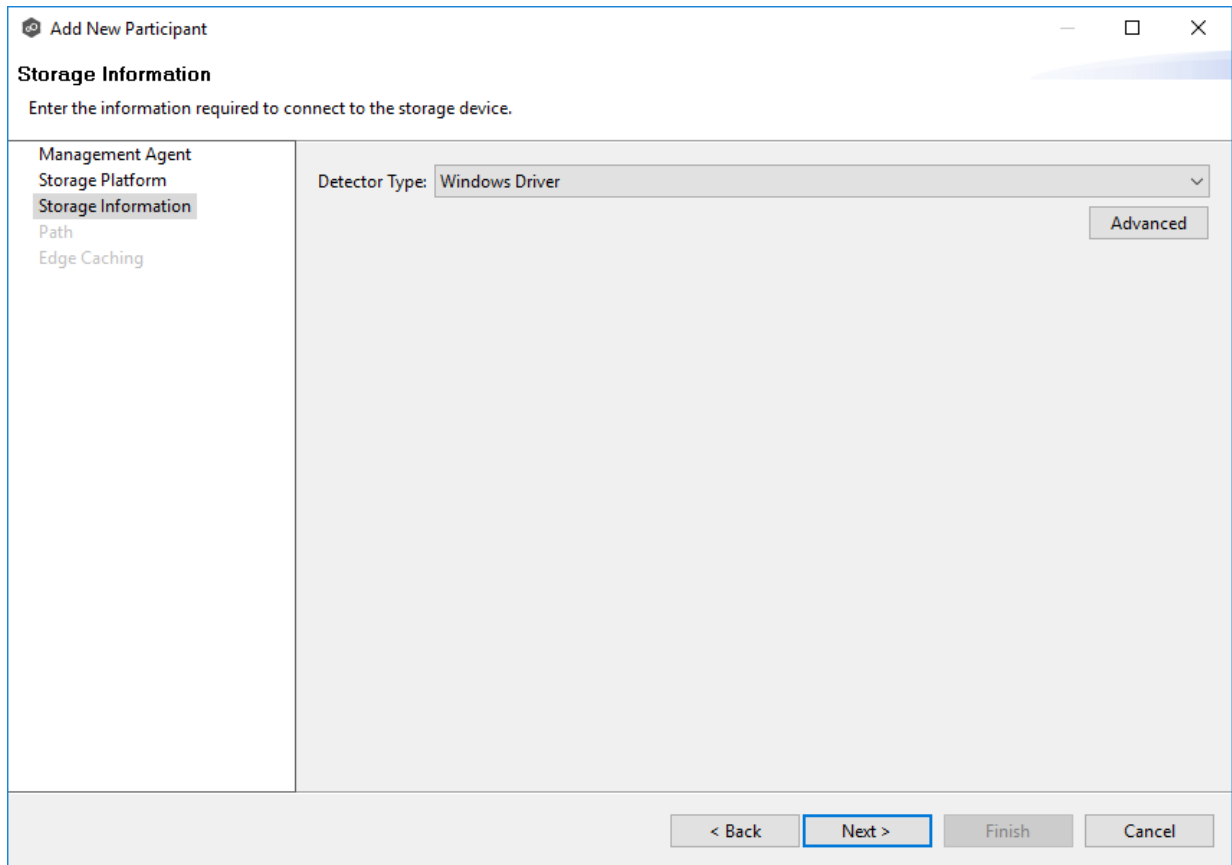 Add New Participant
Storage Information
Enter the information required to connect to the storage device.
Management Agent
Storage Platform
Storage Information
Path
Edge Caching
Detector Type: Windows Driver
Advanced
< Back Next > Finish Cancel